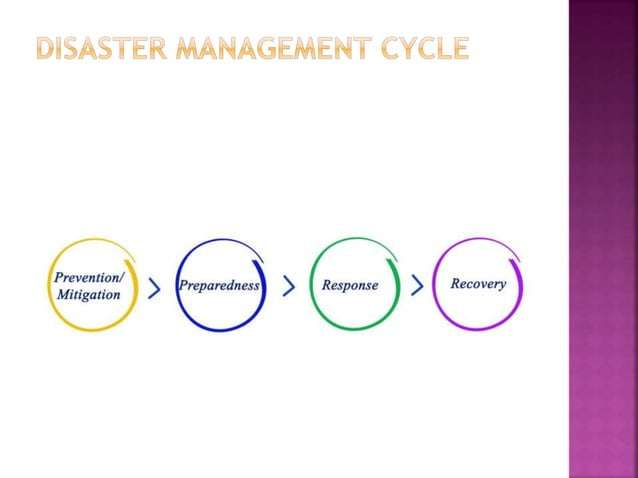 DISASTER MANAGEMENT CYCLE
Prevention/
Mitigation
Preparedness
Response
Recovery